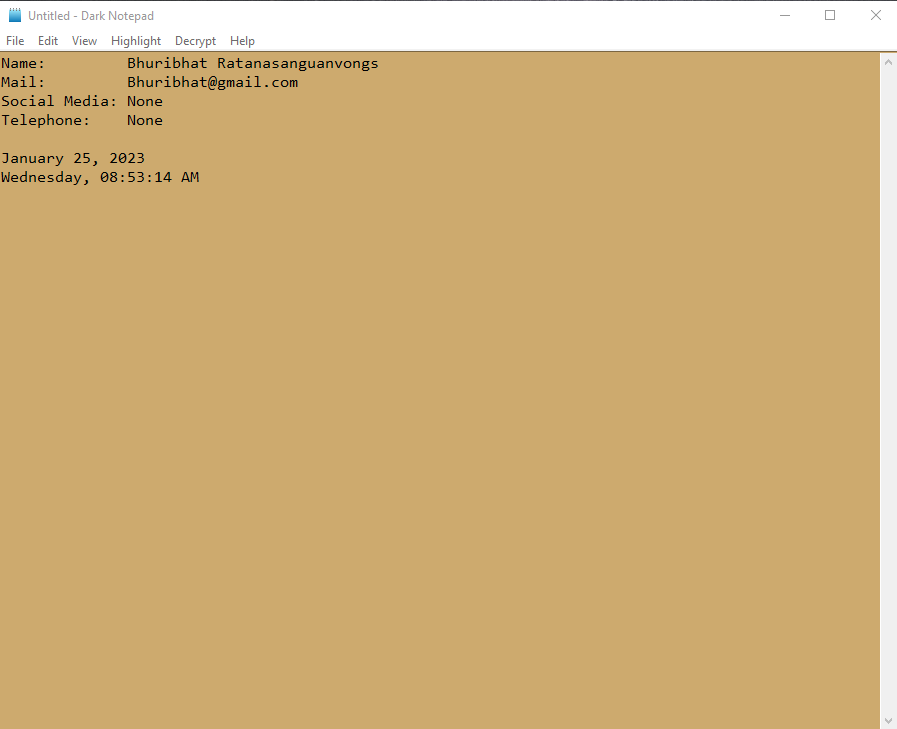 Untitled - Dark Notepad
File Edit View Highlight Decrypt Help
Name: Bhuribhat Ratanasanguanvongs
Mail: Bhuribhat@gmail.com
Social Media: None
Telephone: None
January 25, 2023
Wednesday, 08:53:14 AM